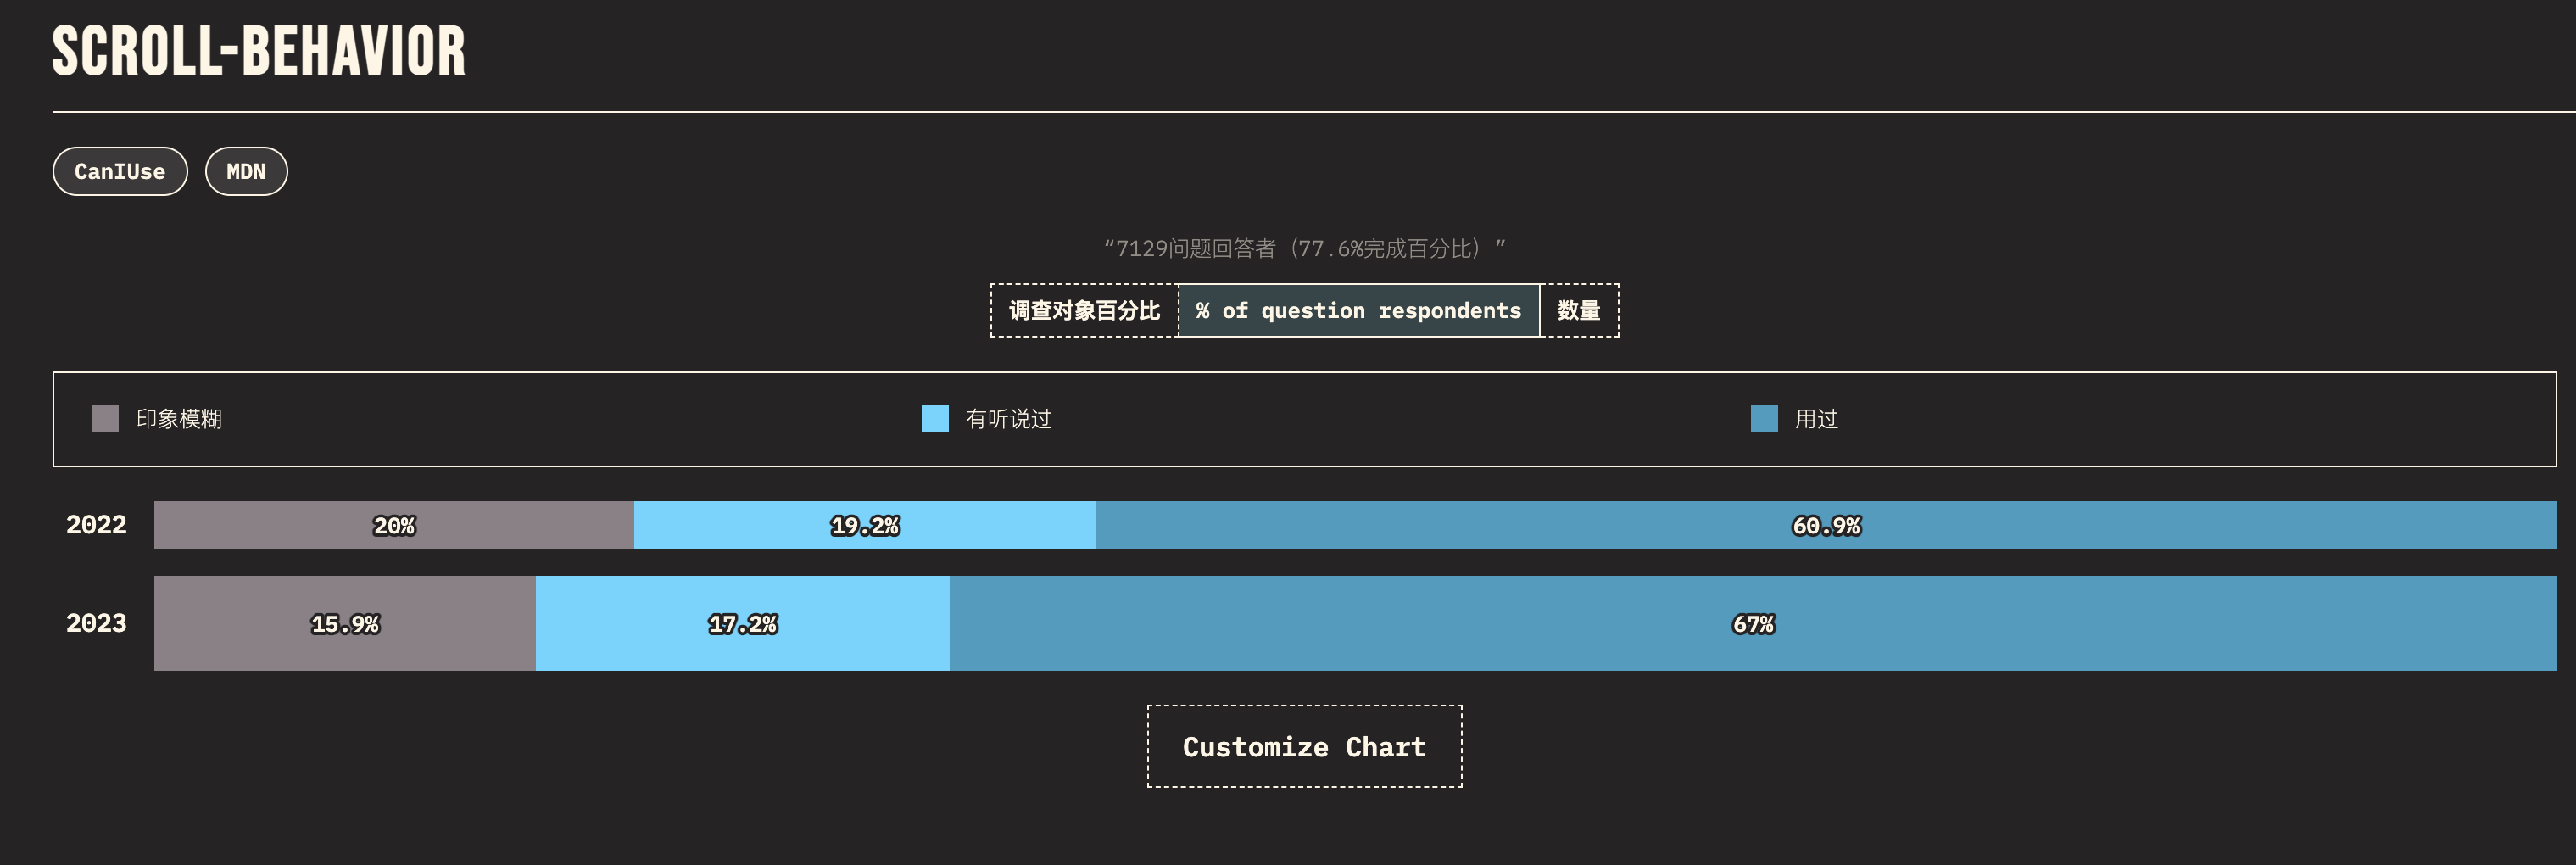 SCROLL-BEHAVIOR
CanIUse MDN
“7129问题回答者（77.6%完成百分比）”
调查对象百分比 % of question respondents 数量
印象模糊 有听说过 用过
2022 20% 19.2% 60.9%
2023 15.9% 17.2% 67%
Customize Chart